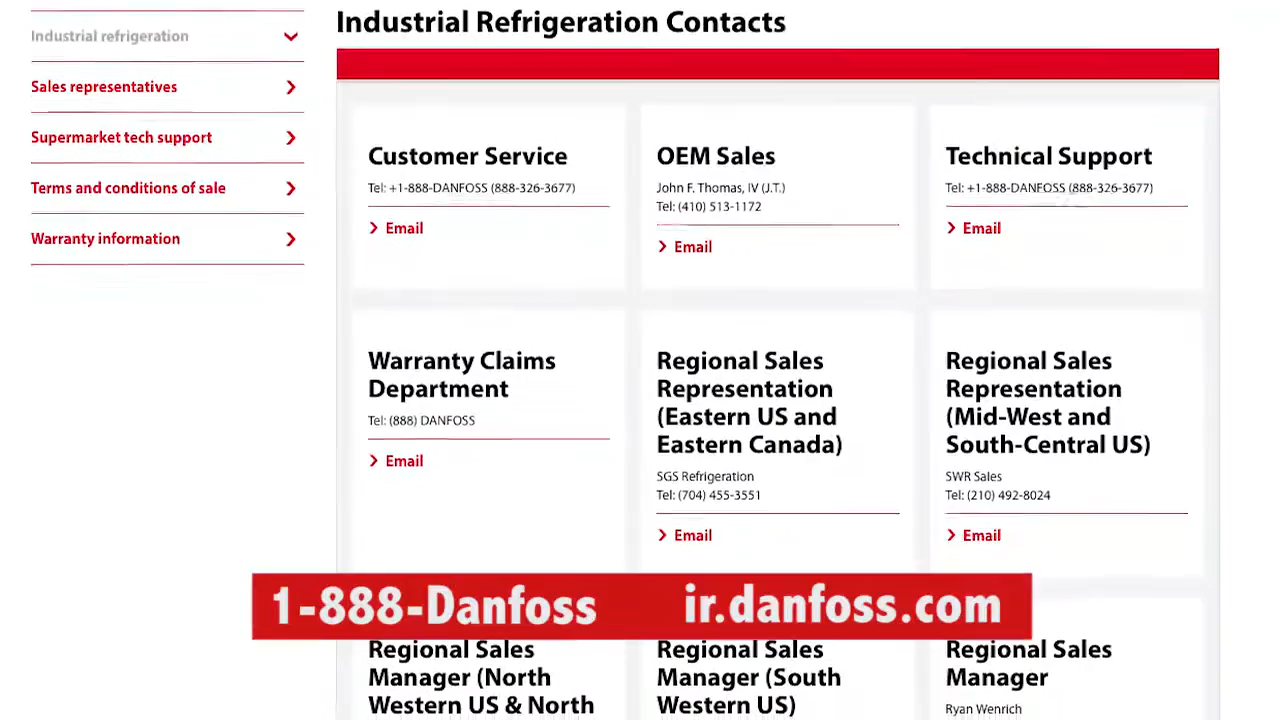 Industrial Refrigeration Contacts
Industrial refrigeration
Sales representatives
Supermarket tech support
Terms and conditions of sale
Warranty information
Customer Service
Tel: +1-888-DANFOSS (888-326-3677)
Email
OEM Sales
John F. Thomas, IV (J.T.)
Tel: (410) 513-1172
Email
Technical Support
Tel: +1-888-DANFOSS (888-326-3677)
Email
Warranty Claims
Department
Tel: (888) DANFOSS
Email
Regional Sales
Representation
(Eastern US and
Eastern Canada)
SGS Refrigeration
Tel: (704) 455-3551
Email
Regional Sales
Representation
(Mid-West and
South-Central US)
SWR Sales
Tel: (210) 492-8024
Email
1-888-Danfoss ir.danfoss.com
Regional Sales
Manager (North
Western US & North
Regional Sales
Manager (South
Western US)
Regional Sales
Manager
Ryan Wenrich